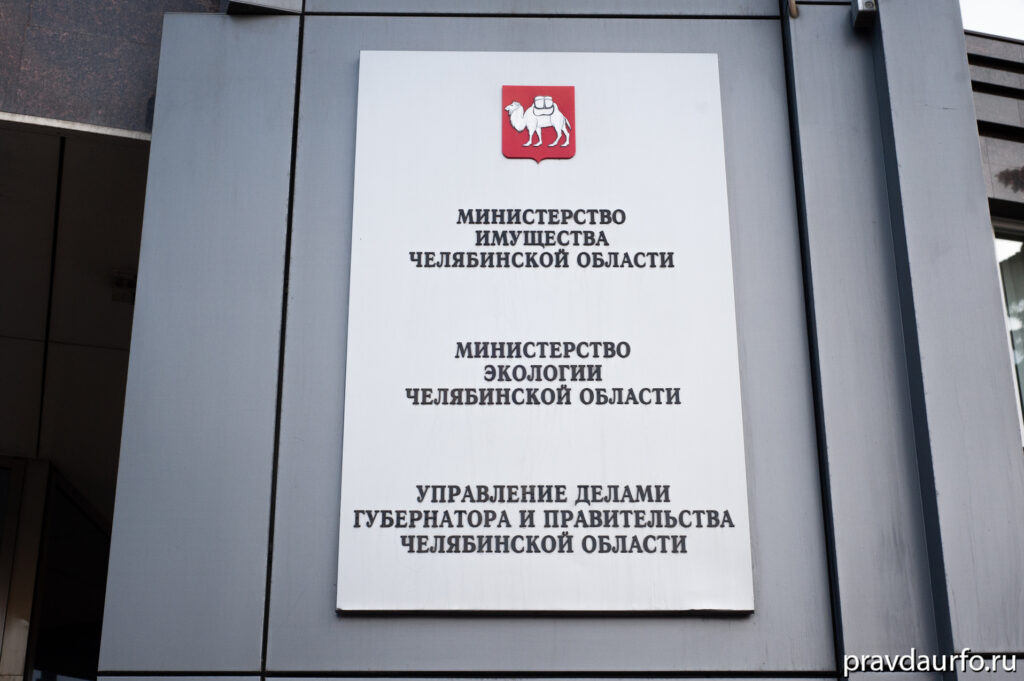 МИНИСТЕРСТВО
ИМУЩЕСТВА
ЧЕЛЯБИНСКОЙ ОБЛАСТИ
МИНИСТЕРСТВО
ЭКОЛОГИИ
ЧЕЛЯБИНСКОЙ ОБЛАСТИ
УПРАВЛЕНИЕ ДЕЛАМИ
ГУБЕРНАТОРА И ПРАВИТЕЛЬСТВА
ЧЕЛЯБИНСКОЙ ОБЛАСТИ
pravdaurfo.ru